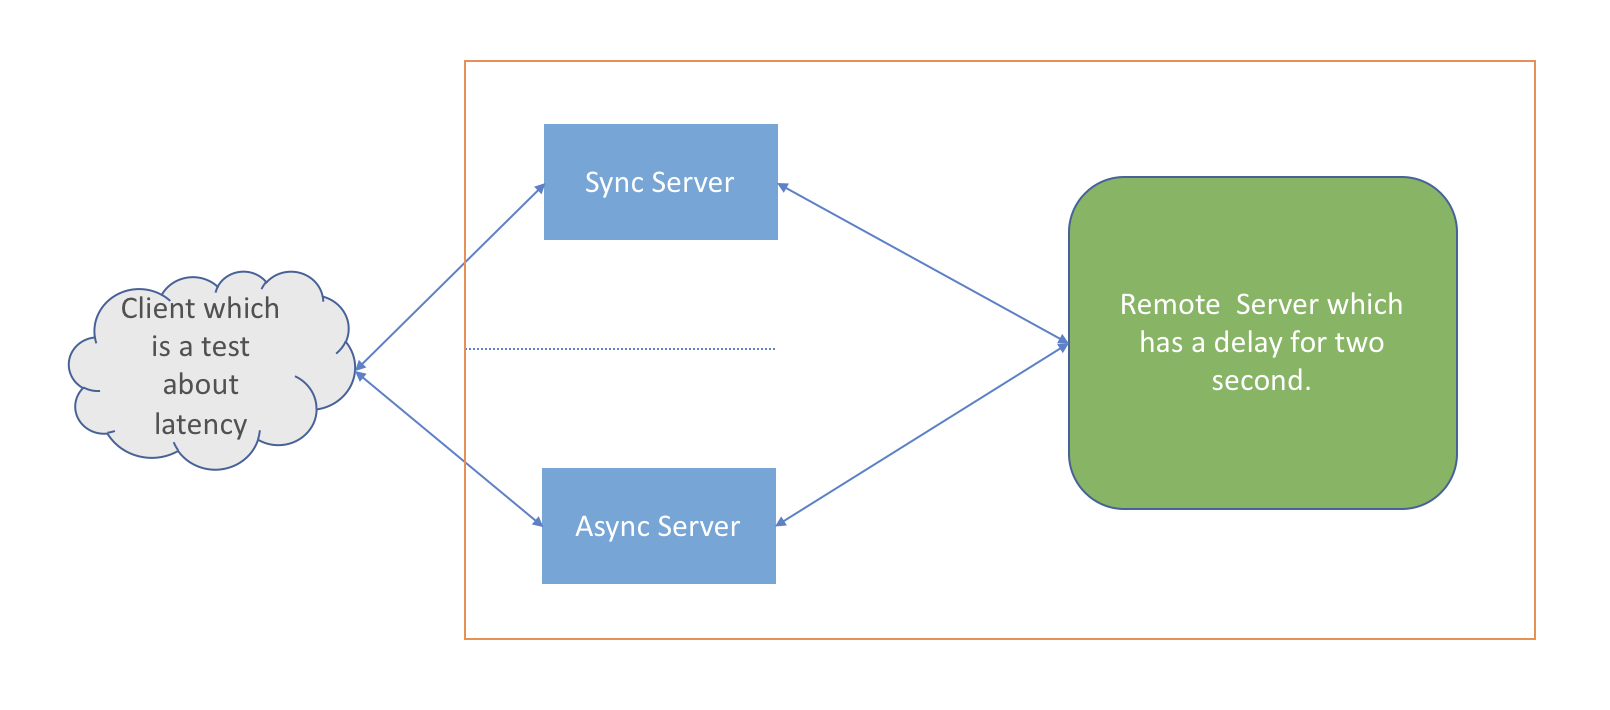 Client which
is a test
about
latency
Sync Server
Async Server
Remote  Server which
has a delay for two
second.